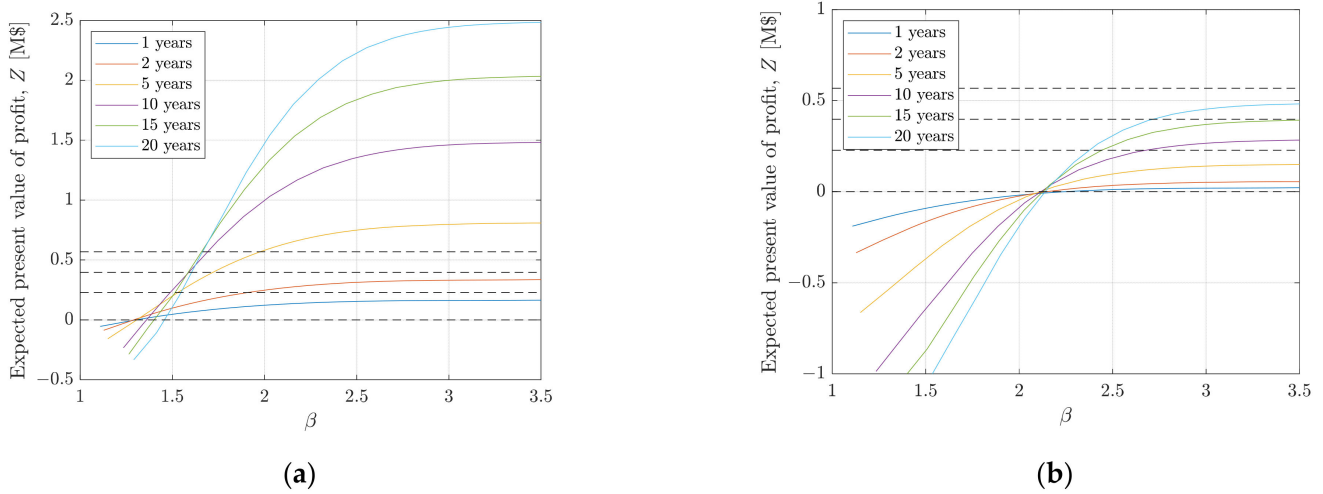 Expected present value of profit, Z [M$]
2.5
2
1.5
1
0.5
0
−0.5
1 years
2 years
5 years
10 years
15 years
20 years
1
1.5
2
2.5
3
3.5
β
(a)
Expected present value of profit, Z [M$]
1
0.5
0
−0.5
−1
1 years
2 years
5 years
10 years
15 years
20 years
1
1.5
2
2.5
3
3.5
β
(b)